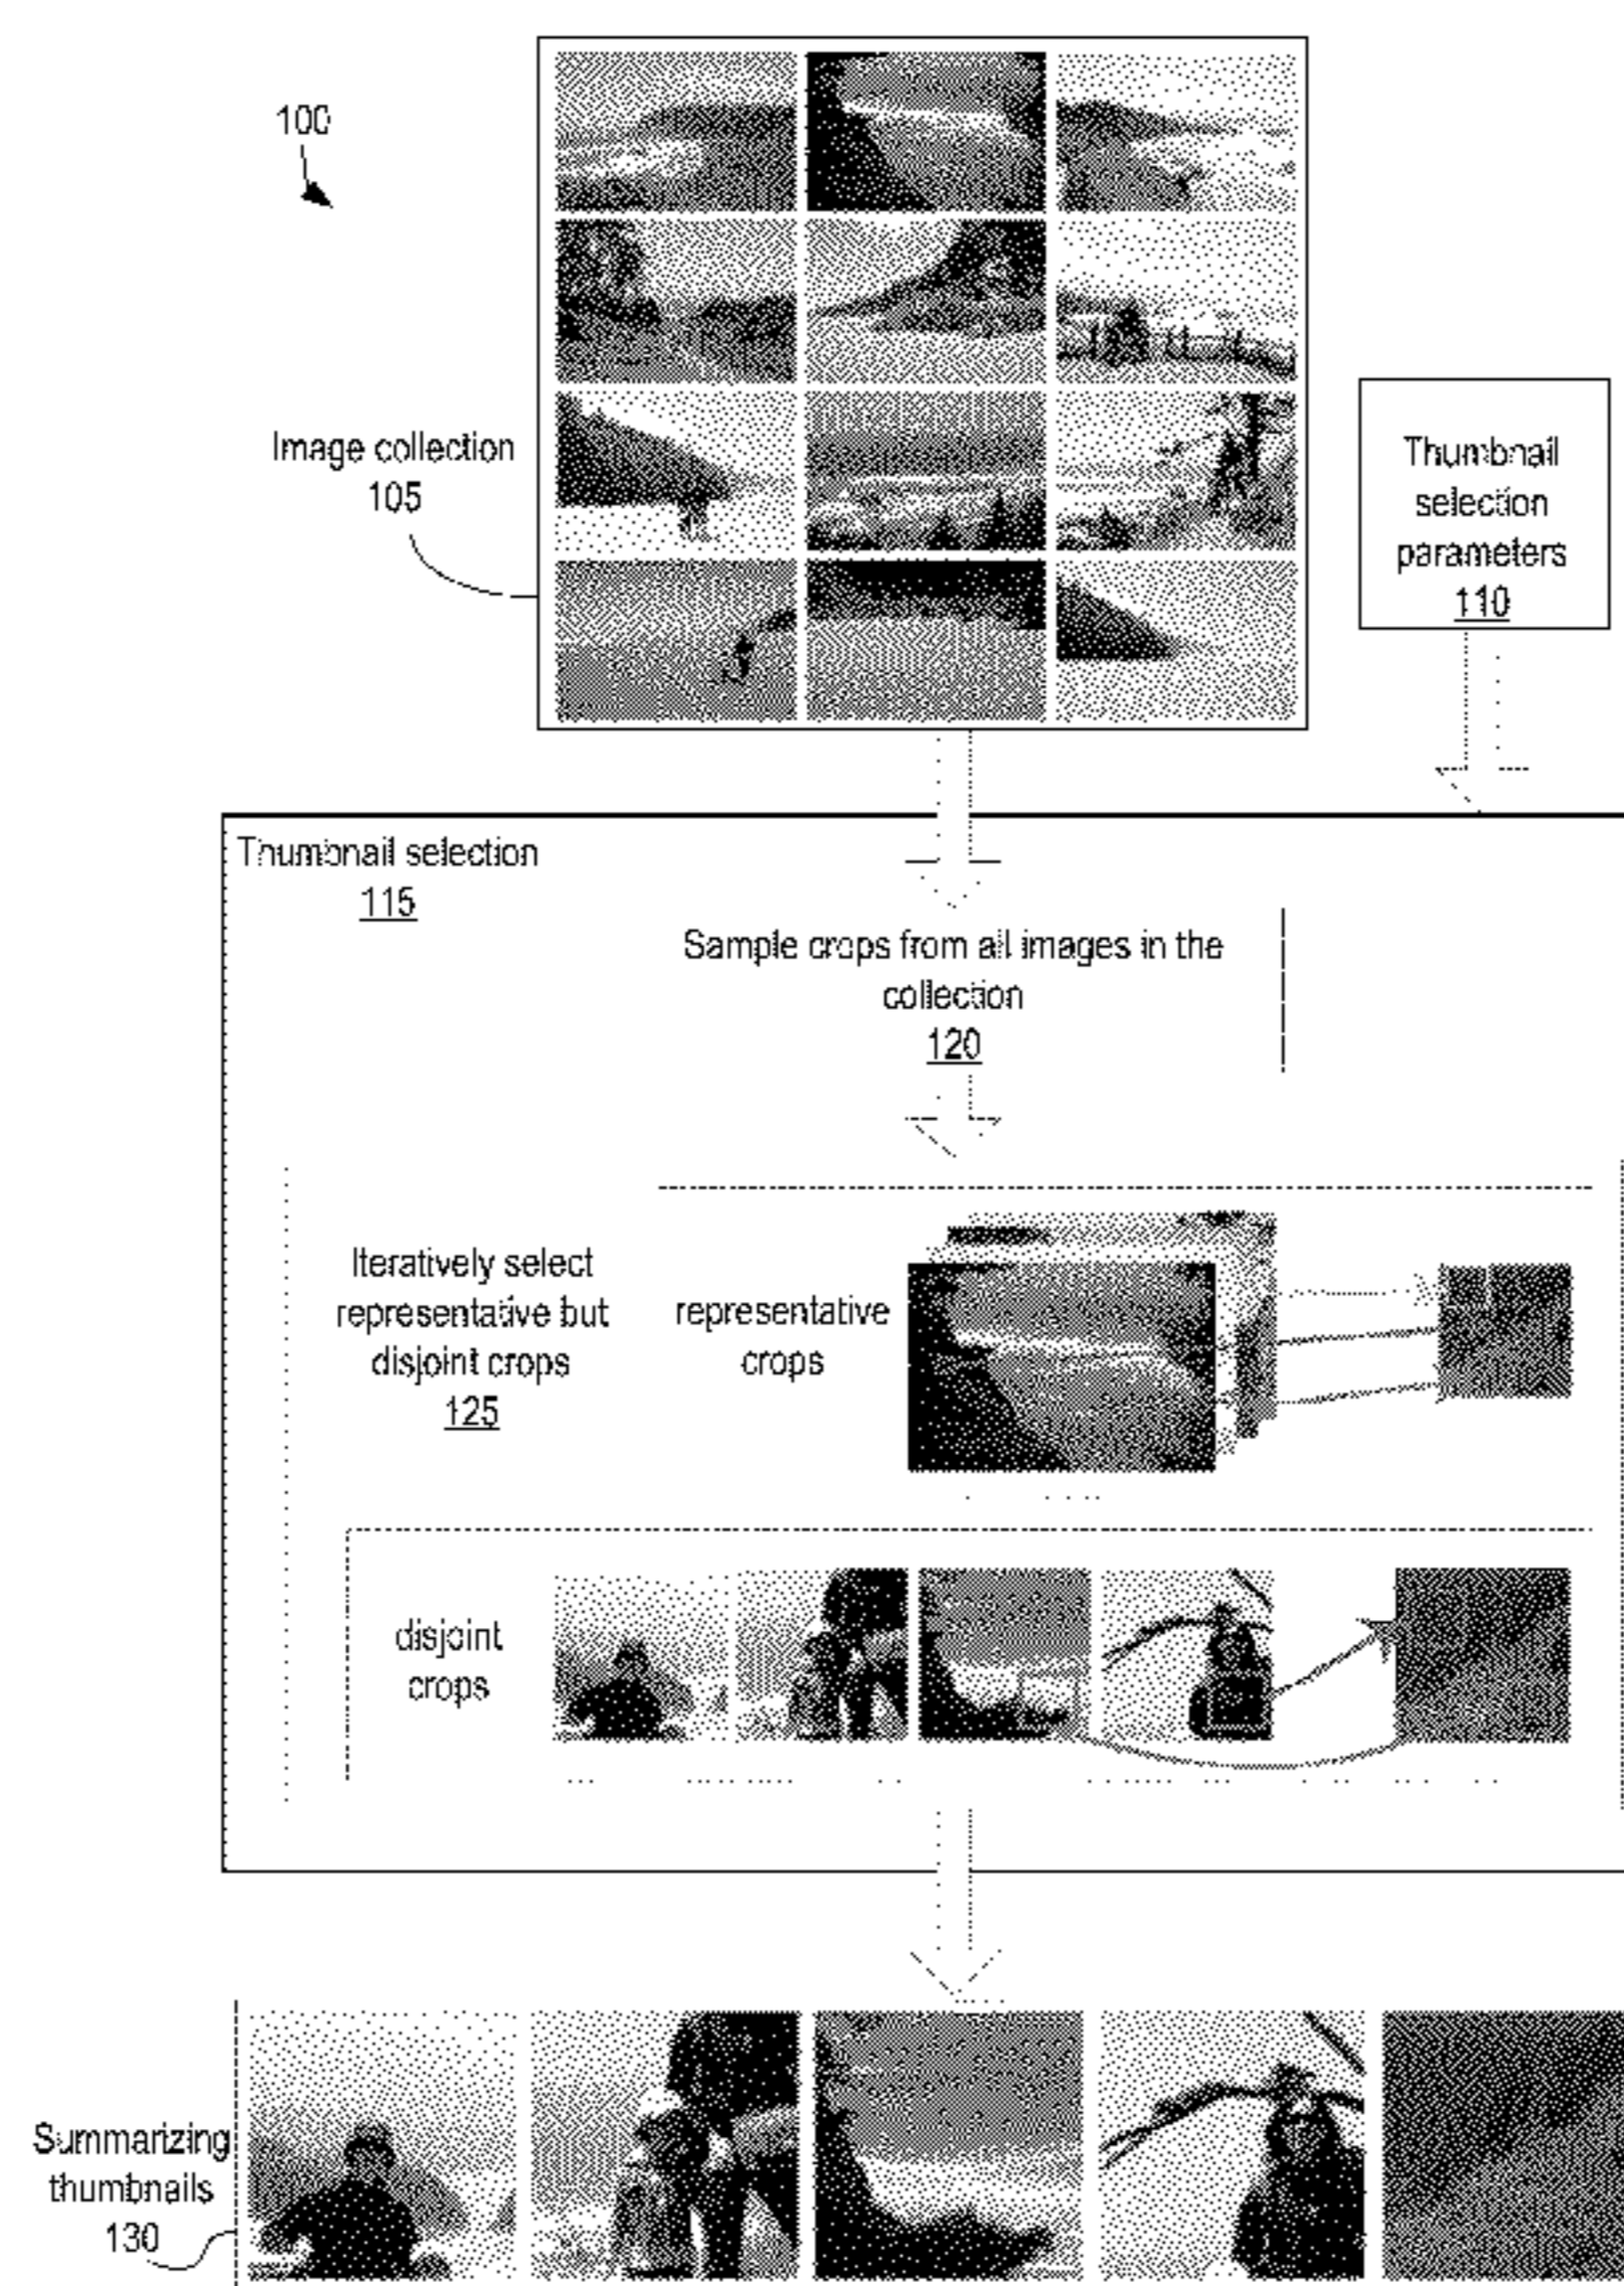 100
Image collection
105
Thumbnail
selection
parameters
110
Thumbnail selection
115
Sample crops from all images in the
collection
120
Iteratively select
representative but
disjoint crops
125
representative
crops
disjoint
crops
Summarizing
thumbnails
130